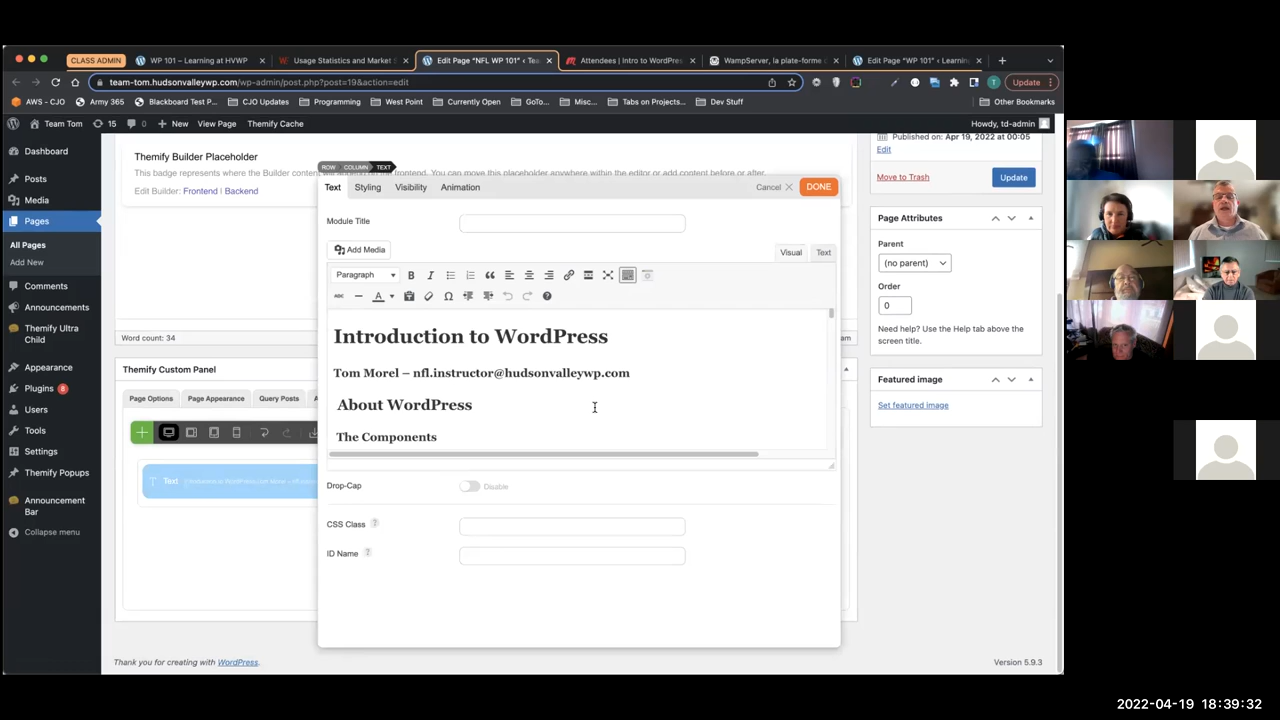 CLASS ADMIN
WP 101 – Learning at HVWP
Usage Statistics and Market S
Edit Page "NFL WP 101" ‹ Tea
Attendees | Intro to WordPress
WampServer, la plate-forme d
Edit Page "WP 101" ‹ Learnin
team-tom.hudsonvalleywp.com/wp-admin/post.php?post=19&action=edit
Update
AWS - CJO
Army 365
Blackboard Test P...
CJO Updates
Programming
West Point
Currently Open
GoTo...
Misc...
Tabs on Projects...
Dev Stuff
Other Bookmarks
Team Tom
15
0
New
View Page
Themify Cache
Howdy, td-admin
Dashboard
Posts
Media
Pages
All Pages
Add New
Comments
Announcements
Themify Ultra
Child
Appearance
Plugins 8
Users
Tools
Settings
Themify Popups
Announcement
Bar
Collapse menu
Themify Builder Placeholder
This badge represents where the Builder content
You can move this placeholder anywhere within the editor or add content before or after.
Edit Builder: Frontend | Backend
Word count: 34
Themify Custom Panel
Page Options
Page Appearance
Query Posts
Text
ROW
COLUMN
TEXT
Text
Styling
Visibility
Animation
Cancel
DONE
Module Title
Add Media
Visual
Text
Paragraph
Introduction to WordPress
Tom Morel – nfl.instructor@hudsonvalleywp.com
About WordPress
The Components
Drop-Cap
Disable
CSS Class ?
ID Name ?
Published on: Apr 19, 2022 at 00:05
Edit
Move to Trash
Update
Page Attributes
Parent
(no parent)
Order
0
Need help? Use the Help tab above the
screen title.
Featured image
Set featured image
Thank you for creating with WordPress.
Version 5.9.3
2022-04-19 18:39:32